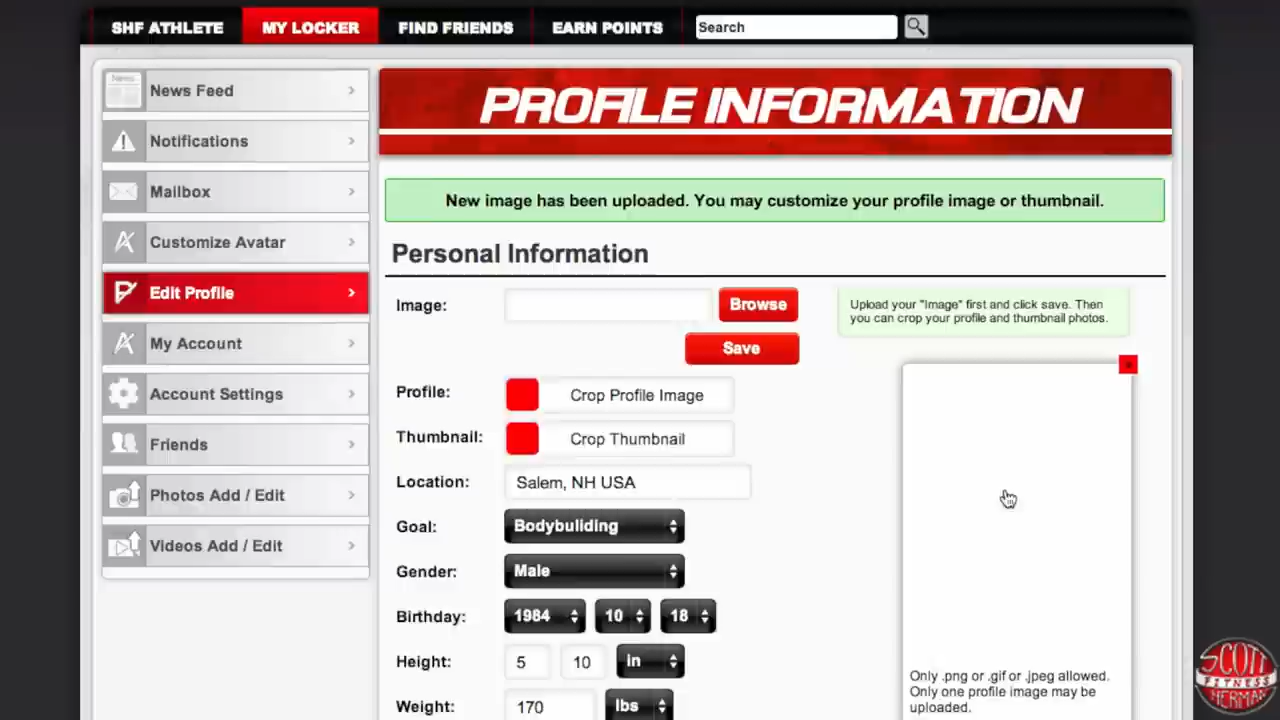 SHF ATHLETE
MY LOCKER
FIND FRIENDS
EARN POINTS
Search
News
News Feed
Notifications
Mailbox
Customize Avatar
Edit Profile
My Account
Account Settings
Friends
Photos Add / Edit
Videos Add / Edit
PROFILE INFORMATION
New image has been uploaded. You may customize your profile image or thumbnail.
Personal Information
Image:
Browse
Save
Upload your "Image" first and click save. Then
you can crop your profile and thumbnail photos.
Profile:
Crop Profile Image
Thumbnail:
Crop Thumbnail
Location:
Salem, NH USA
Goal:
Bodybuliding
Gender:
Male
Birthday:
1984
10
18
Height:
5
10
in
Weight:
170
lbs
Only .png or .gif or .jpeg allowed.
Only one profile image may be
uploaded.
SCOTT
FITNESS
HERMAN